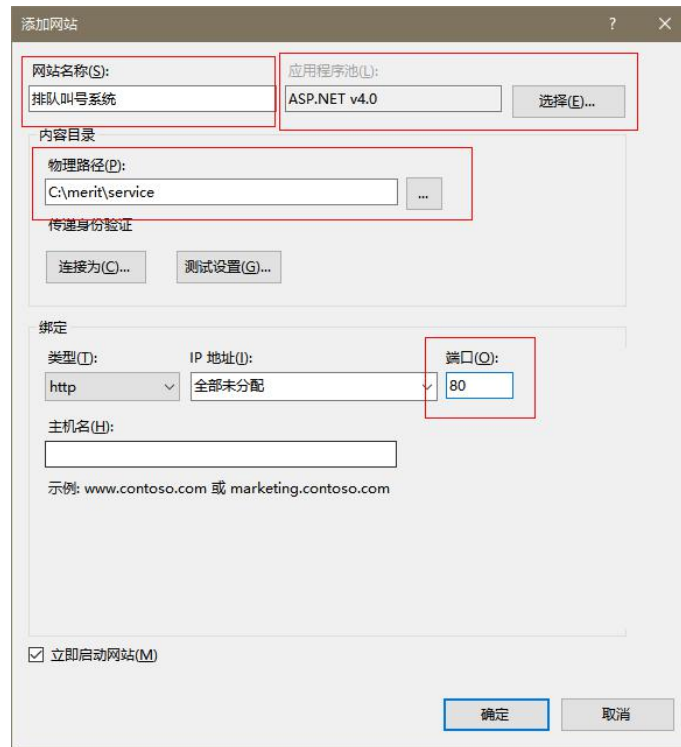 添加网站 ? ×
网站名称(S): 应用程序池(L):
排队叫号系统 ASP.NET v4.0 选择(E)...
内容目录
物理路径(P):
C:\merit\service ...
传递身份验证
连接为(C)... 测试设置(G)...
绑定
类型(T): IP 地址(I): 端口(O):
http 全部未分配 80
主机名(H):
示例: www.contoso.com 或 marketing.contoso.com
立即启动网站(M)
确定 取消